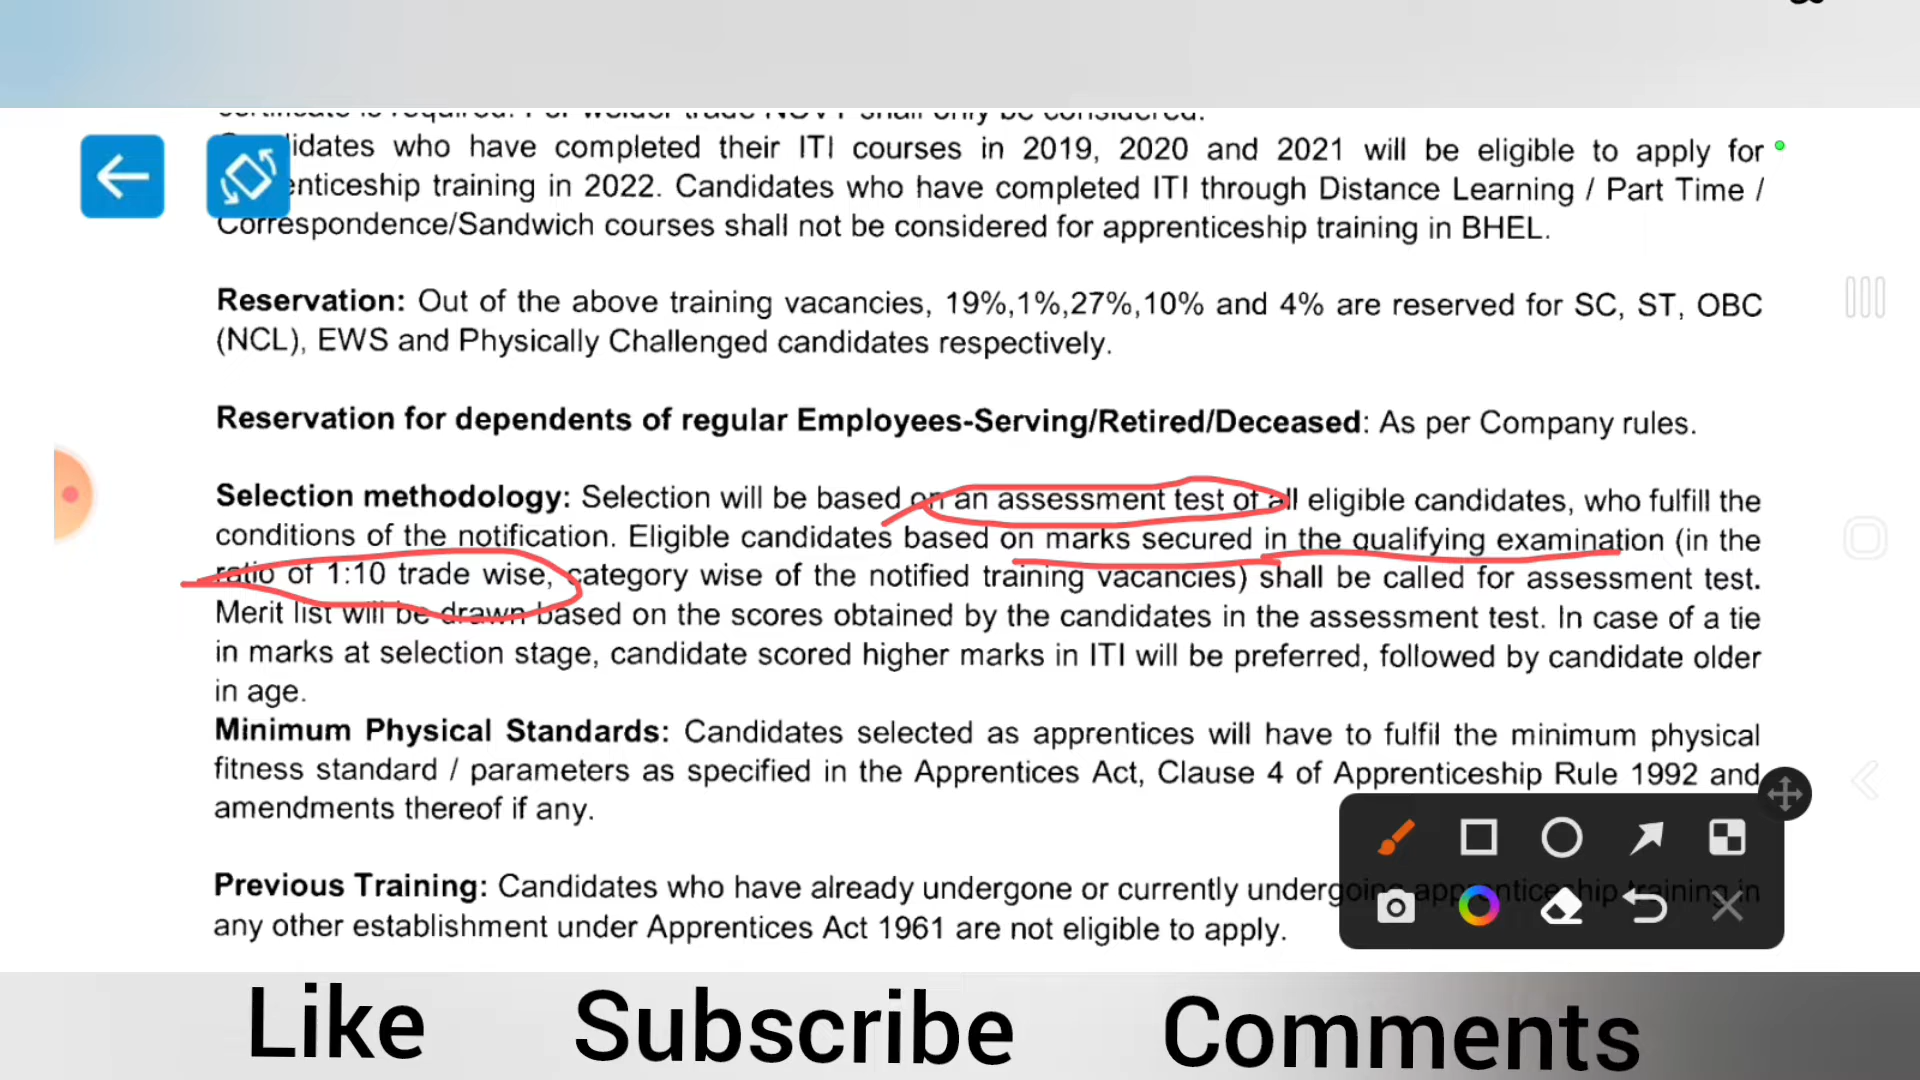 idates who have completed their ITI courses in 2019, 2020 and 2021 will be eligible to apply for
enticeship training in 2022. Candidates who have completed ITI through Distance Learning / Part Time /
Correspondence/Sandwich courses shall not be considered for apprenticeship training in BHEL.
Reservation: Out of the above training vacancies, 19%,1%,27%,10% and 4% are reserved for SC, ST, OBC
(NCL), EWS and Physically Challenged candidates respectively.
Reservation for dependents of regular Employees-Serving/Retired/Deceased: As per Company rules.
Selection methodology: Selection will be based on an assessment test of all eligible candidates, who fulfill the
conditions of the notification. Eligible candidates based on marks secured in the qualifying examination (in the
ratio of 1:10 trade wise, category wise of the notified training vacancies) shall be called for assessment test.
Merit list will be drawn based on the scores obtained by the candidates in the assessment test. In case of a tie
in marks at selection stage, candidate scored higher marks in ITI will be preferred, followed by candidate older
in age.
Minimum Physical Standards: Candidates selected as apprentices will have to fulfil the minimum physical
fitness standard / parameters as specified in the Apprentices Act, Clause 4 of Apprenticeship Rule 1992 and
amendments thereof if any.
Previous Training: Candidates who have already undergone or currently undergoing apprenticeship training in
any other establishment under Apprentices Act 1961 are not eligible to apply.
Like Subscribe Comments